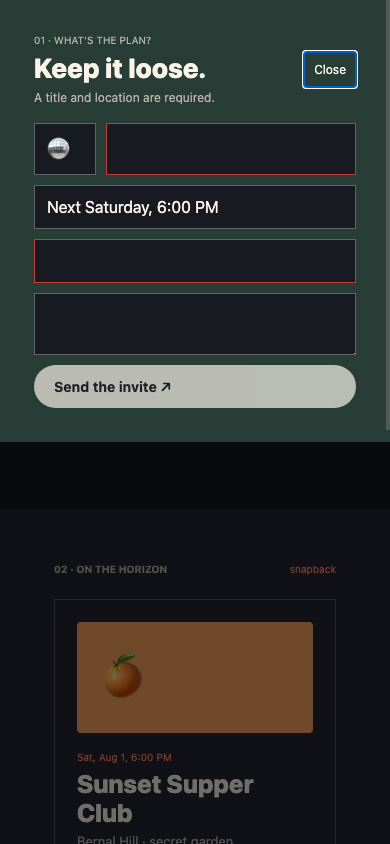 01 · WHAT'S THE PLAN?
Keep it loose.
Close
A title and location are required.
Next Saturday, 6:00 PM
Send the invite ↗
02 · ON THE HORIZON
snapback
Sat, Aug 1, 6:00 PM
Sunset Supper
Club
Bernal Hill · secret garden